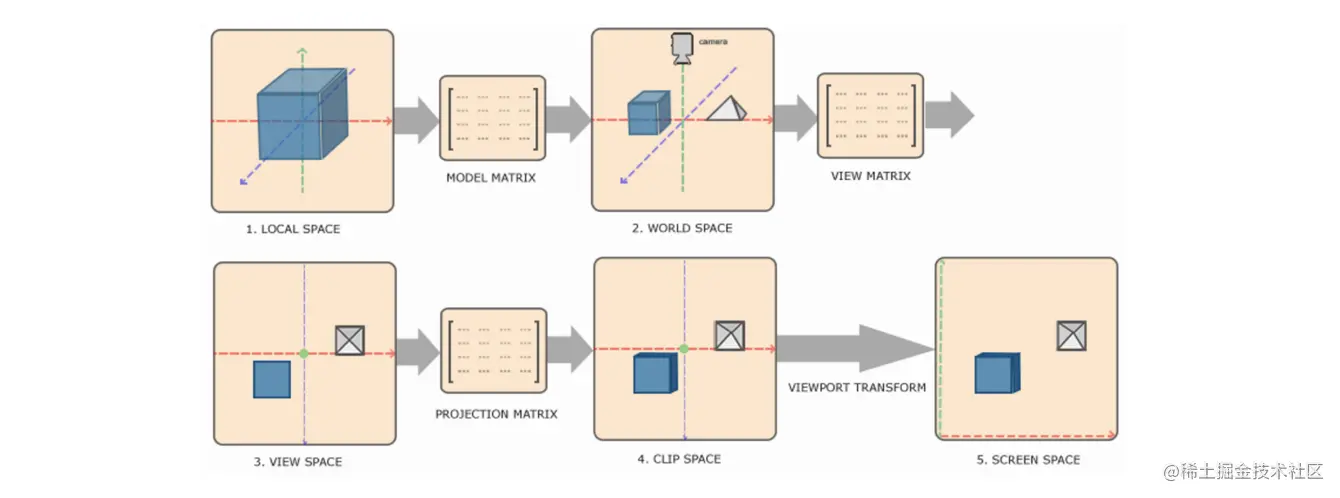 camera
MODEL MATRIX
VIEW MATRIX
1. LOCAL SPACE
2. WORLD SPACE
PROJECTION MATRIX
VIEWPORT TRANSFORM
3. VIEW SPACE
4. CLIP SPACE
5. SCREEN SPACE
@稀土掘金技术社区